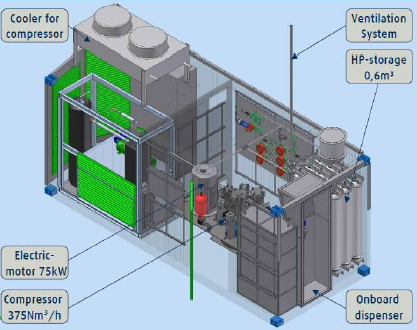 Cooler for
compressor
Ventilation
System
HP-storage
0,6m³
Electric-
motor 75kW
Compressor
375Nm³/h
Onboard
dispenser